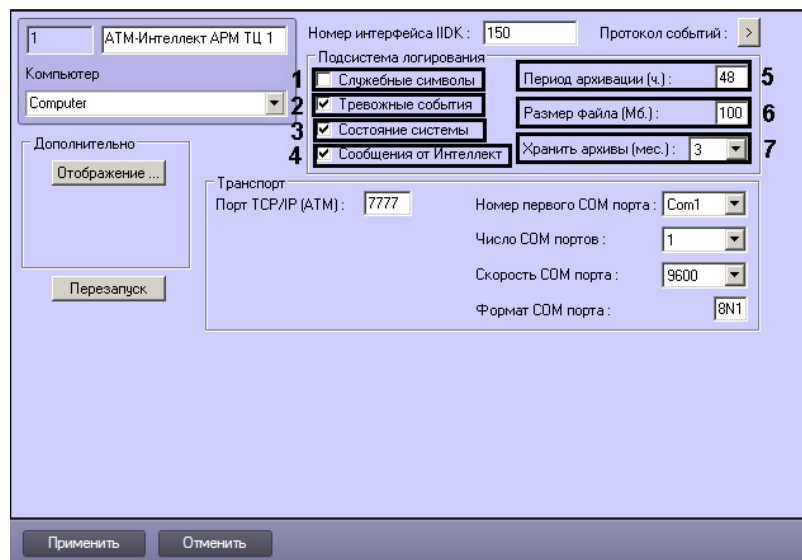 1 АТМ-Интеллект АРМ ТЦ 1 Номер интерфейса IIDK : 150 Протокол событий : >
Подсистема логирования
Компьютер
Computer
1 Служебные символы Период архивации (ч.) : 48 5
2 Тревожные события Размер файла (Мб.) : 100 6
3 Состояние системы
4 Сообщения от Интеллект Хранить архивы (мес.) : 3 7
Дополнительно
Отображение ...
Перезапуск
Транспорт
Порт TCP/IP (ATM) : 7777 Номер первого COM порта : Com1
Число COM портов : 1
Скорость COM порта : 9600
Формат COM порта : 8N1
Применить Отменить